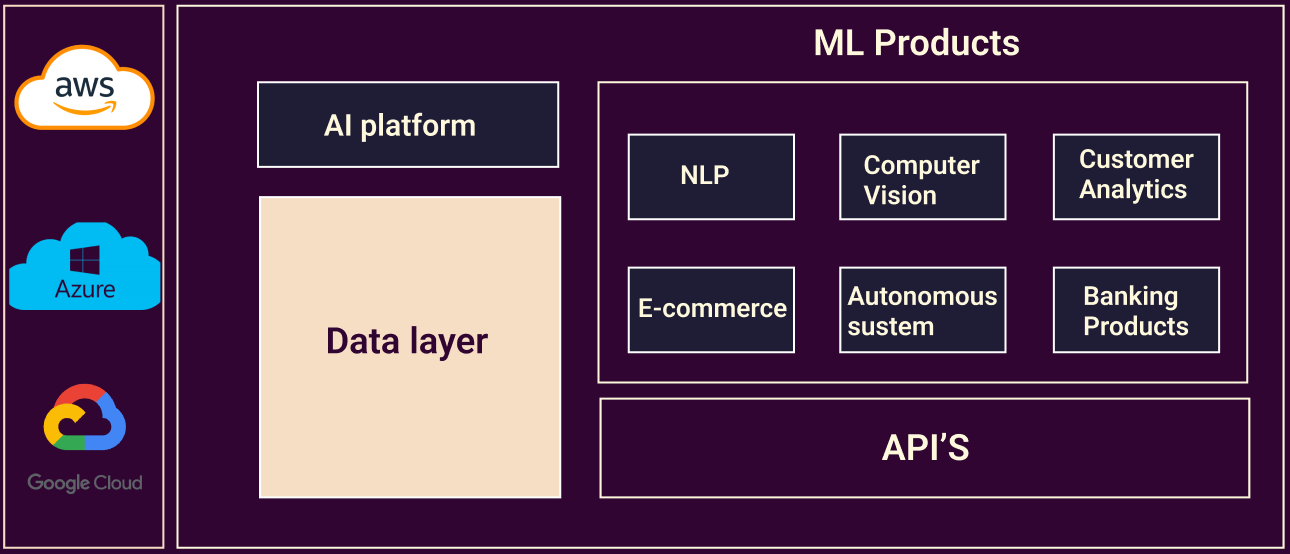 aws
Azure
Google Cloud
ML Products
AI platform
Data layer
NLP
Computer
Vision
Customer
Analytics
E-commerce
Autonomous
sustem
Banking
Products
API’S